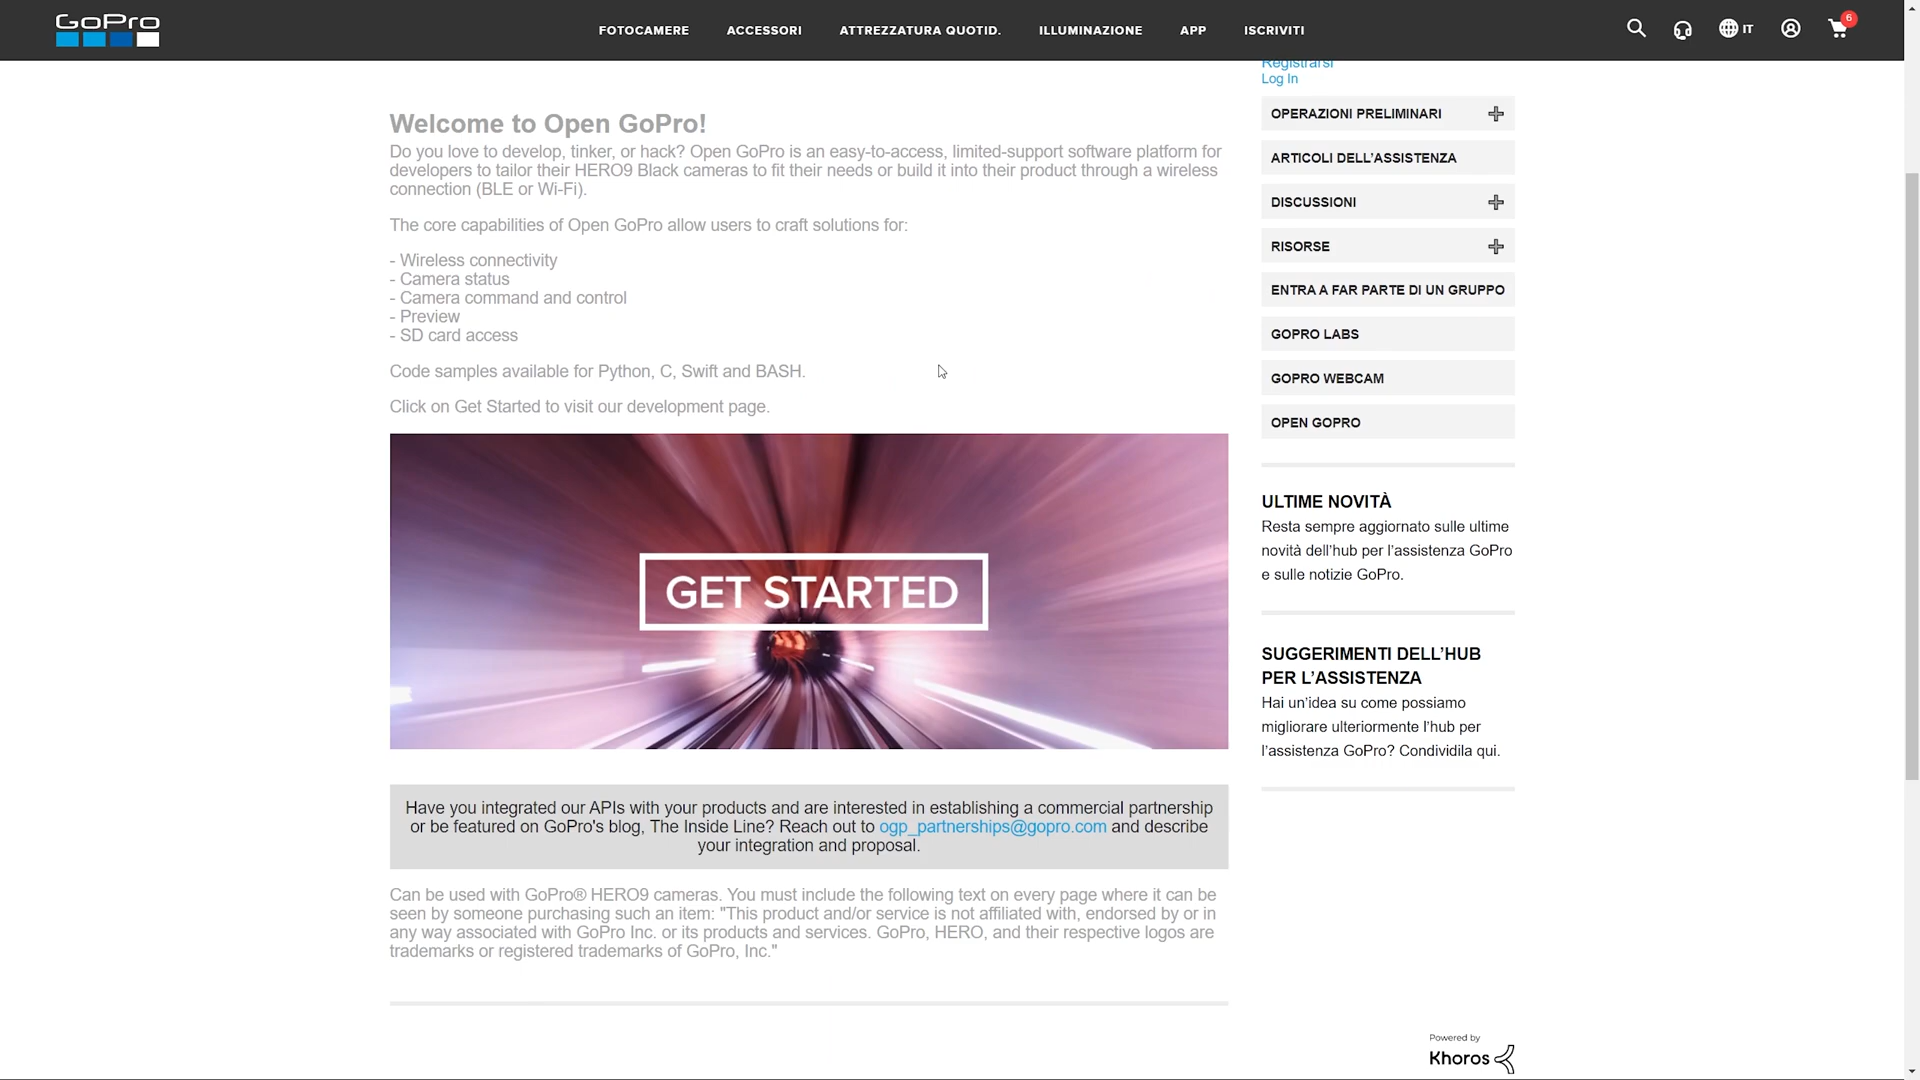 GoPro
FOTOCAMERE
ACCESSORI
ATTREZZATURA QUOTID.
ILLUMINAZIONE
APP
ISCRIVITI
IT
6
Welcome to Open GoPro!
Do you love to develop, tinker, or hack? Open GoPro is an easy-to-access, limited-support software platform for
developers to tailor their HERO9 Black cameras to fit their needs or build it into their product through a wireless
connection (BLE or Wi-Fi).
The core capabilities of Open GoPro allow users to craft solutions for:
- Wireless connectivity
- Camera status
- Camera command and control
- Preview
- SD card access
Code samples available for Python, C, Swift and BASH.
Click on Get Started to visit our development page.
GET STARTED
Have you integrated our APIs with your products and are interested in establishing a commercial partnership
or be featured on GoPro's blog, The Inside Line? Reach out to ogp_partnerships@gopro.com and describe
your integration and proposal.
Can be used with GoPro® HERO9 cameras. You must include the following text on every page where it can be
seen by someone purchasing such an item: "This product and/or service is not affiliated with, endorsed by or in
any way associated with GoPro Inc. or its products and services. GoPro, HERO, and their respective logos are
trademarks or registered trademarks of GoPro, Inc."
Registrarsi
Log In
OPERAZIONI PRELIMINARI
ARTICOLI DELL'ASSISTENZA
DISCUSSIONI
RISORSE
ENTRA A FAR PARTE DI UN GRUPPO
GOPRO LABS
GOPRO WEBCAM
OPEN GOPRO
ULTIME NOVITÀ
Resta sempre aggiornato sulle ultime
novità dell'hub per l'assistenza GoPro
e sulle notizie GoPro.
SUGGERIMENTI DELL'HUB
PER L'ASSISTENZA
Hai un'idea su come possiamo
migliorare ulteriormente l'hub per
l'assistenza GoPro? Condividila qui.
Powered by
Khoros